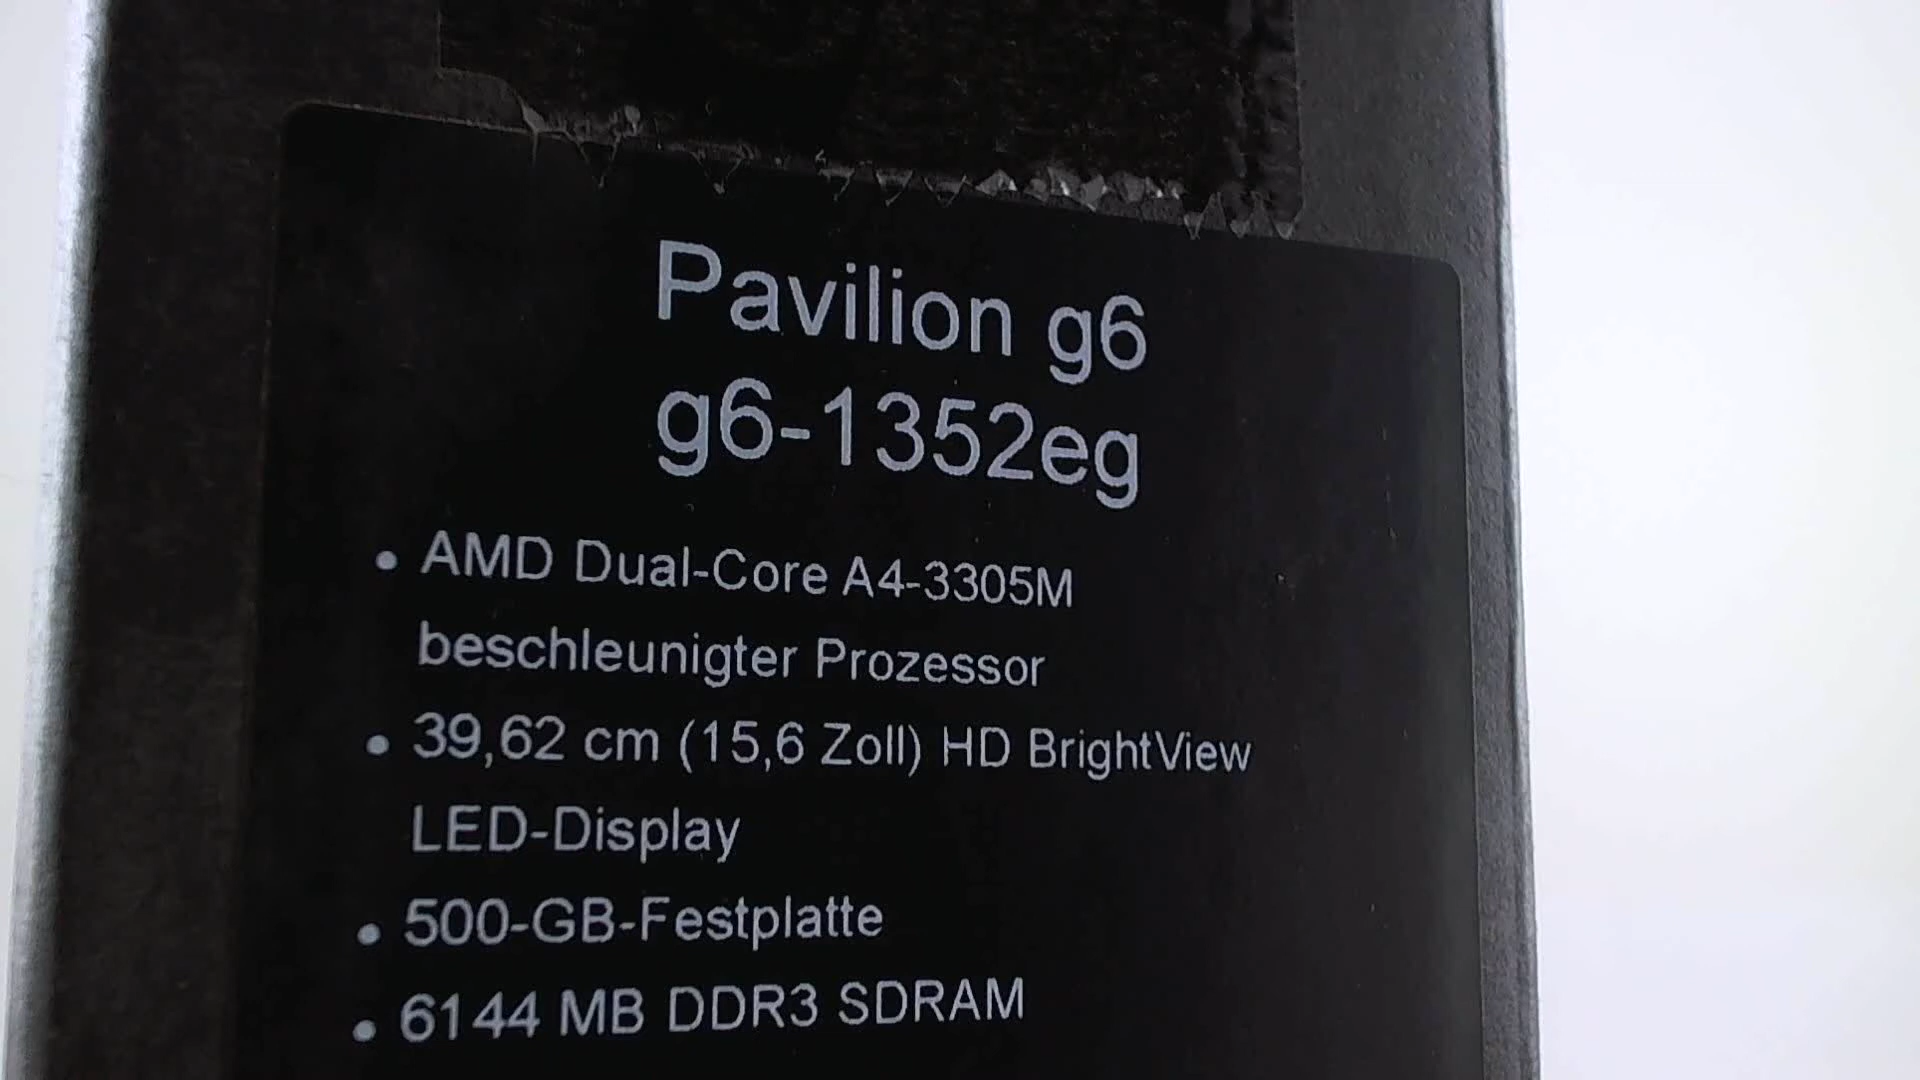 Pavilion g6
g6-1352eg
• AMD Dual-Core A4-3305M
beschleunigter Prozessor
• 39,62 cm (15,6 Zoll) HD BrightView
LED-Display
• 500-GB-Festplatte
• 6144 MB DDR3 SDRAM